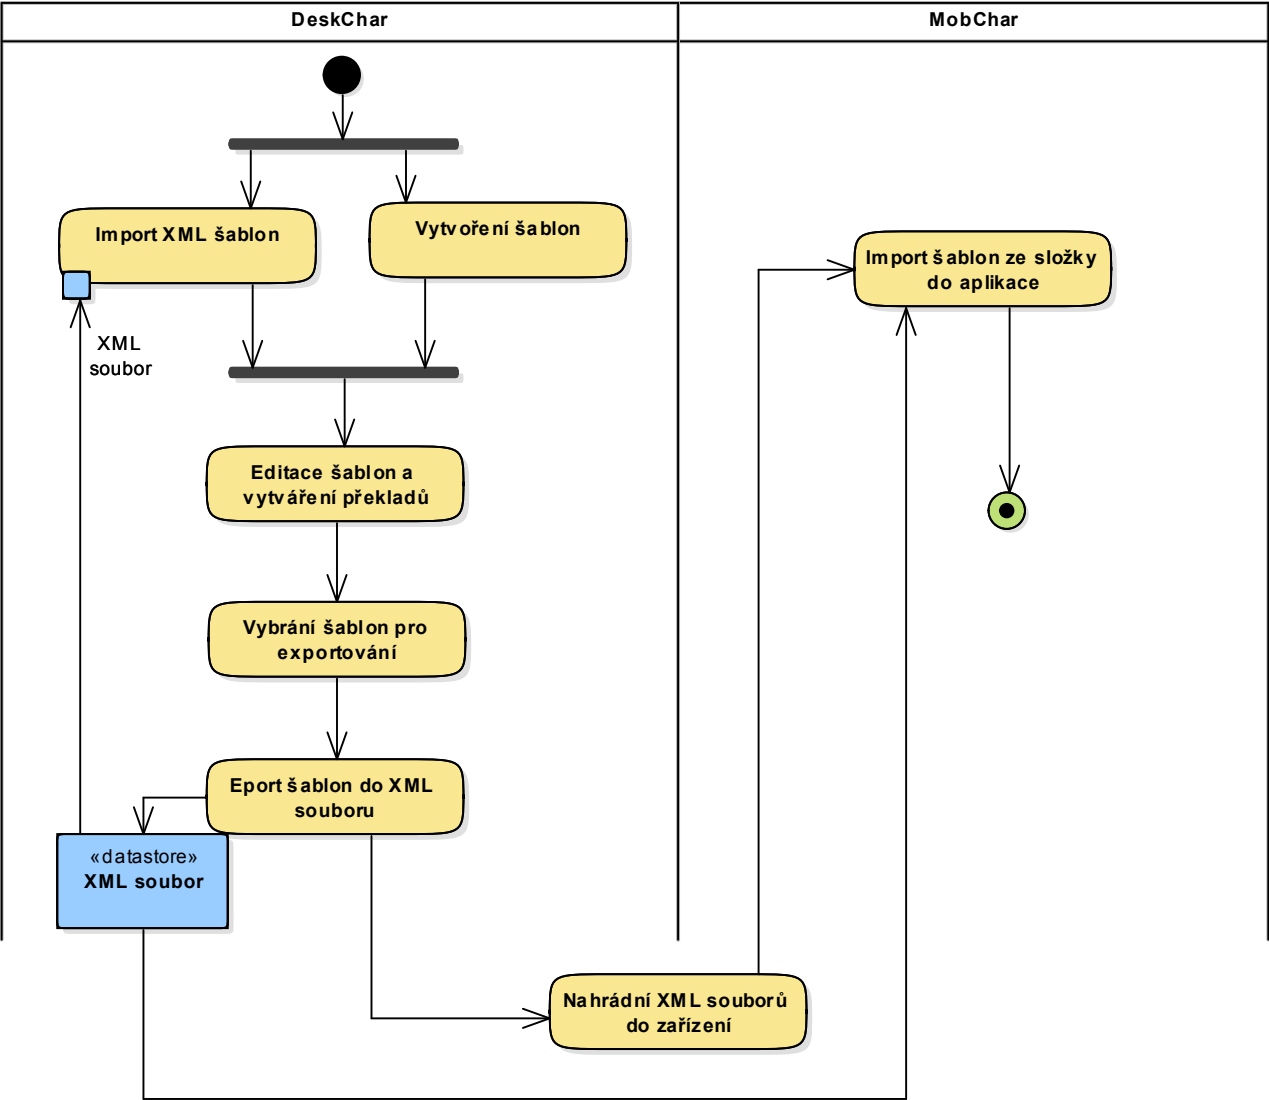 DeskChar
MobChar
Import XML šablon
Vytvoření šablon
XML
soubor
Import šablon ze složky
do aplikace
Editace šablon a
vytváření překladů
Vybrání šablon pro
exportování
Eport šablon do XML
souboru
«datastore»
XML soubor
Nahrádní XML souborů
do zařízení